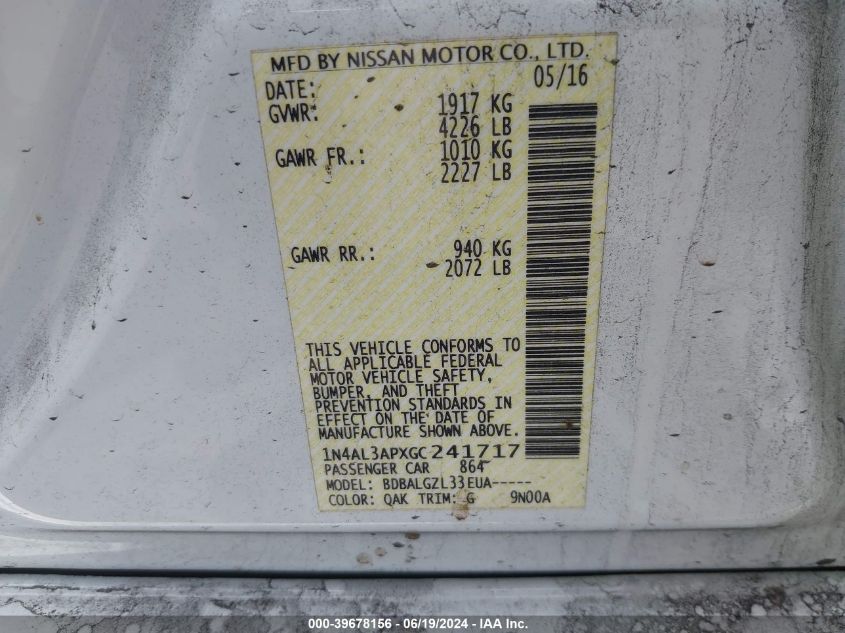 MFD BY NISSAN MOTOR CO., LTD.
DATE: 05/16
GVWR: 1917 KG
4226 LB
GAWR FR.: 1010 KG
2227 LB
GAWR RR.: 940 KG
2072 LB
THIS VEHICLE CONFORMS TO
ALL APPLICABLE FEDERAL
MOTOR VEHICLE SAFETY,
BUMPER, AND THEFT
PREVENTION STANDARDS IN
EFFECT ON THE DATE OF
MANUFACTURE SHOWN ABOVE.
1N4AL3APXGC241717
PASSENGER CAR 864
MODEL: BDBALGZL33EUA-----
COLOR: QAK TRIM: G 9N00A
000-39678156 - 06/19/2024 - IAA Inc.